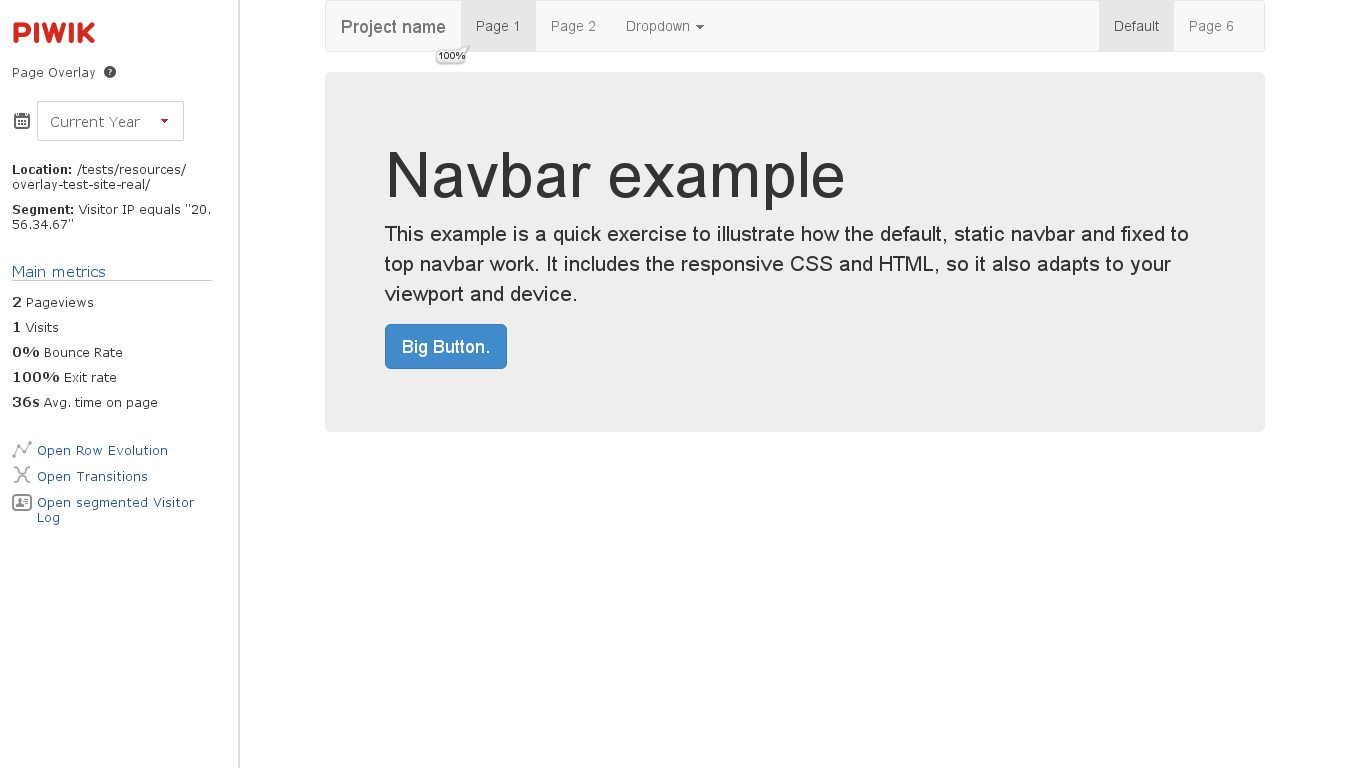 PIWIK
Page Overlay ?
Current Year
Location: /tests/resources/
overlay-test-site-real/
Segment: Visitor IP equals "20.
56.34.67"
Main metrics
2 Pageviews
1 Visits
0% Bounce Rate
100% Exit rate
36s Avg. time on page
Open Row Evolution
Open Transitions
Open segmented Visitor
Log
Project name Page 1 Page 2 Dropdown Default Page 6
100%
Navbar example
This example is a quick exercise to illustrate how the default, static navbar and fixed to
top navbar work. It includes the responsive CSS and HTML, so it also adapts to your
viewport and device.
Big Button.